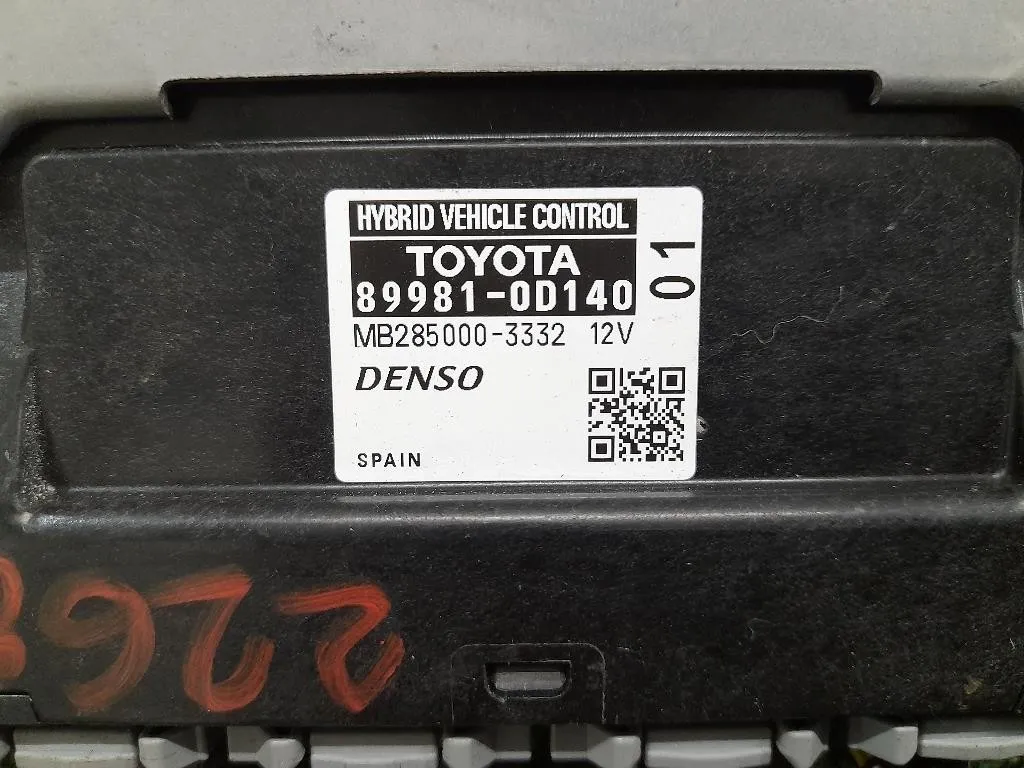 HYBRID VEHICLE CONTROL
TOYOTA
89981-0D140
01
MB285000-3332 12V
DENSO
SPAIN